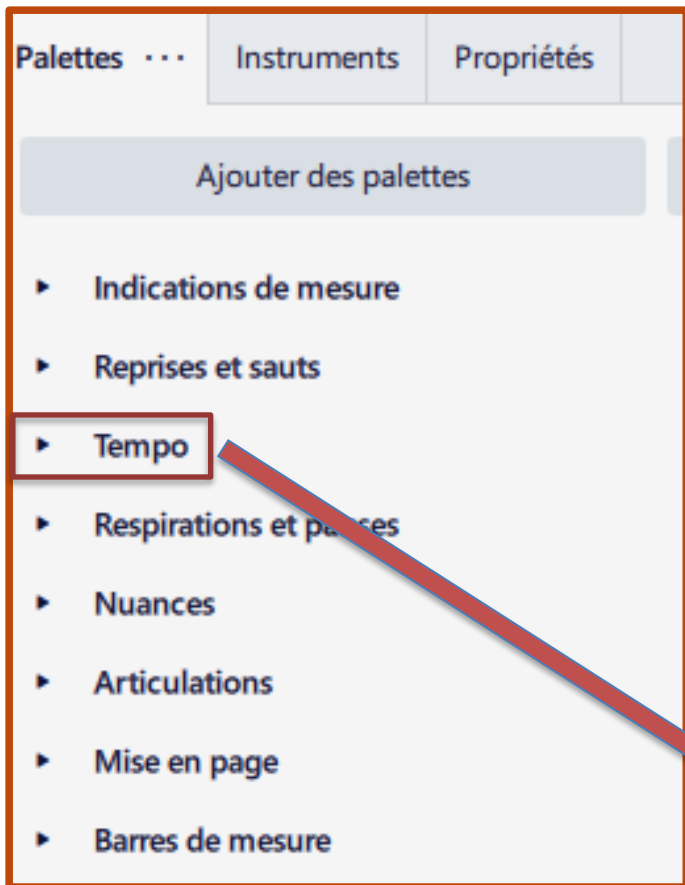 Palettes ··· Instruments Propriétés
Ajouter des palettes
Indications de mesure
Reprises et sauts
Tempo
Respirations et pauses
Nuances
Articulations
Mise en page
Barres de mesure